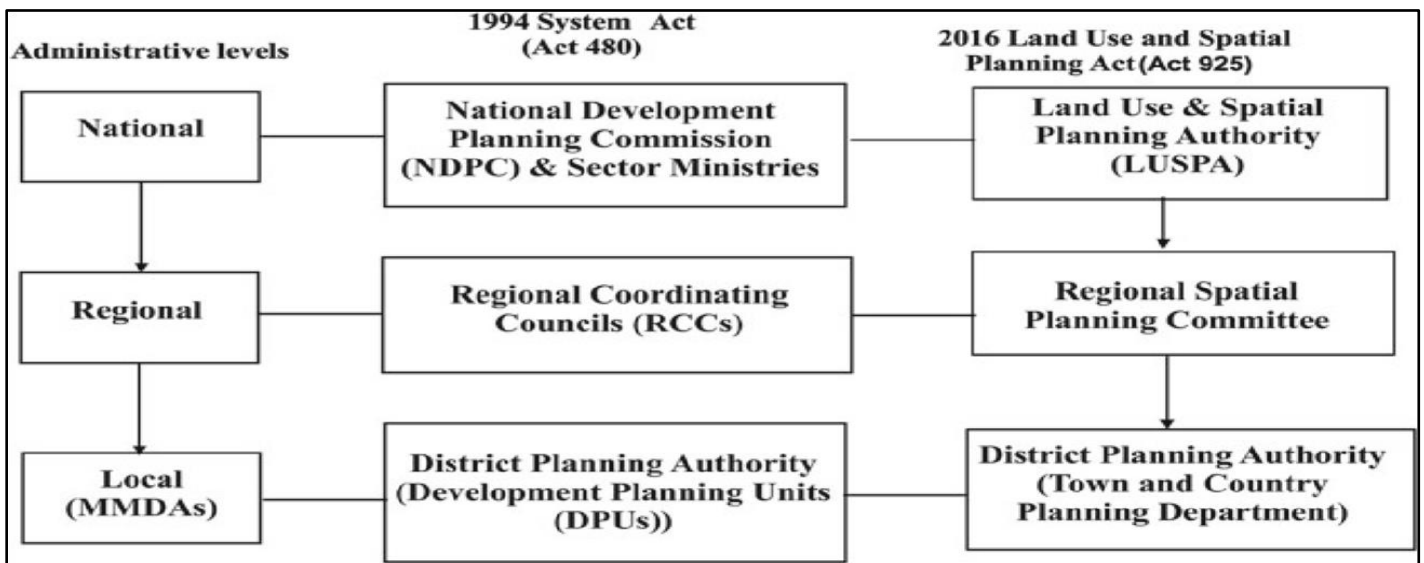 Administrative levels
1994 System Act
(Act 480)
2016 Land Use and Spatial
Planning Act (Act 925)
National
National Development
Planning Commission
(NDPC) & Sector Ministries
Land Use & Spatial
Planning Authority
(LUSPA)
Regional
Regional Coordinating
Councils (RCCs)
Regional Spatial
Planning Committee
Local
(MMDAs)
District Planning Authority
(Development Planning Units
(DPUs))
District Planning Authority
(Town and Country
Planning Department)